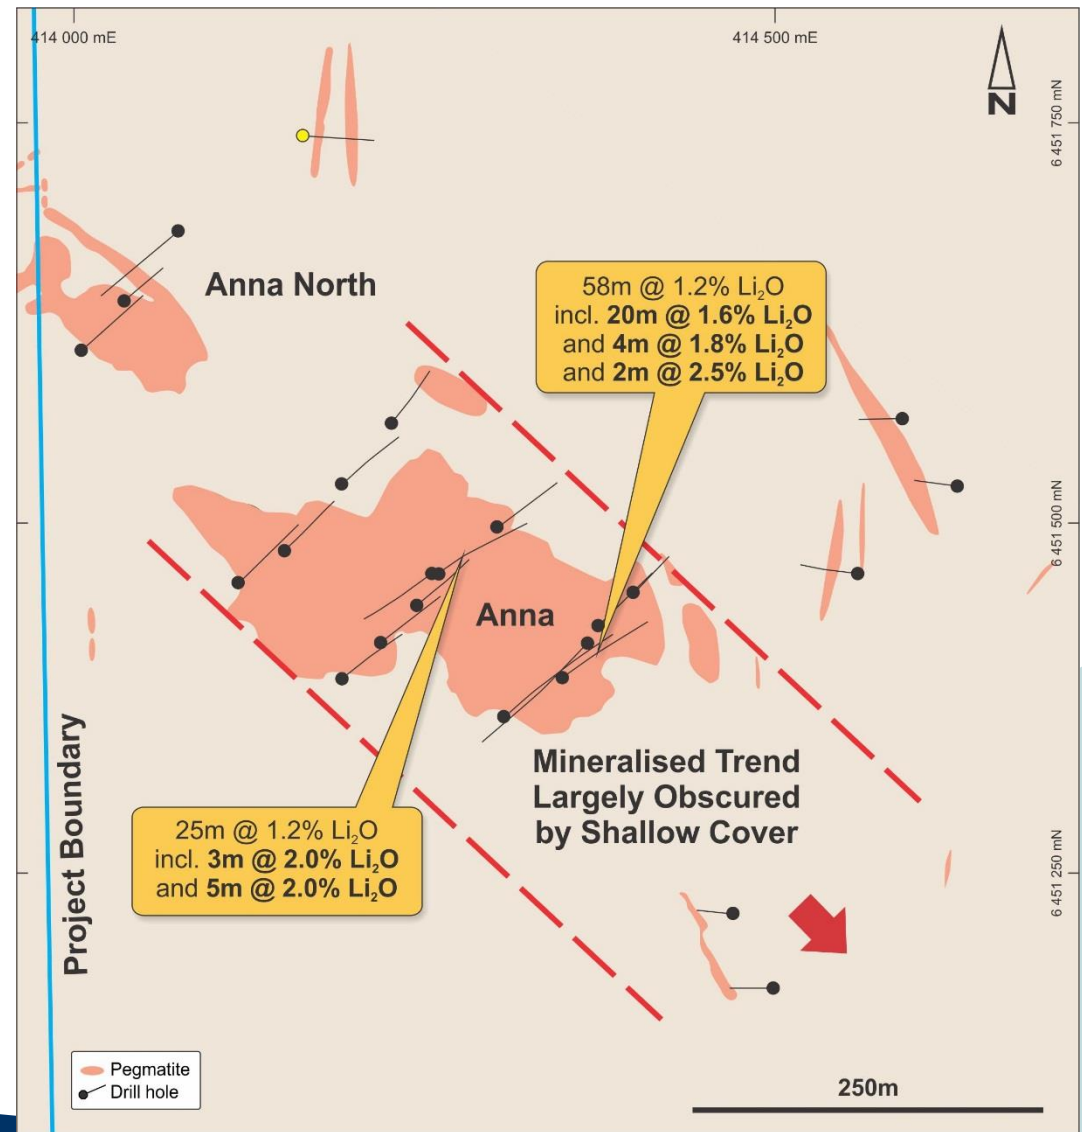 414 000 mE
414 500 mE
N
6 451 750 mN
Anna North
58m @ 1.2% Li₂O
incl. 20m @ 1.6% Li₂O
and 4m @ 1.8% Li₂O
and 2m @ 2.5% Li₂O
6 451 500 mN
Anna
Mineralised Trend
Largely Obscured
by Shallow Cover
25m @ 1.2% Li₂O
incl. 3m @ 2.0% Li₂O
and 5m @ 2.0% Li₂O
6 451 250 mN
Project Boundary
Pegmatite
Drill hole
250m